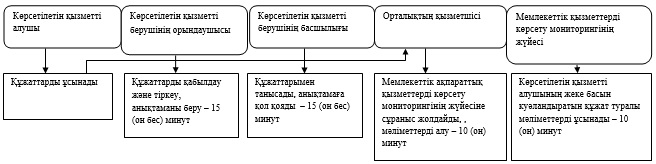 Көрсетілетін қызметті
алушы
Көрсетілетін қызметті
берушінің орындаушысы
Көрсетілетін қызметті
берушінің басшылығы
Орталықтың қызметшісі
Мемлекеттік қызметтерді
көрсету мониторингінің
жүйесі
Құжаттарды ұсынады
Құжаттарды қабылдау
және тіркеу,
анықтаманы беру – 15
(он бес) минут
Құжаттарымен
танысады, анықтамаға
қол қояды – 15 (он бес)
минут
Мемлекеттік ақпараттық
қызметтерді көрсету
мониторингінің жүйесіне
сұраныс жолдайды, ,
мәліметтерді алу – 10 (он)
минут
Көрсетілетін қызметті
алушының жеке басын
куәландыратын құжат туралы
мәліметтерді ұсынады – 10
(он) минут